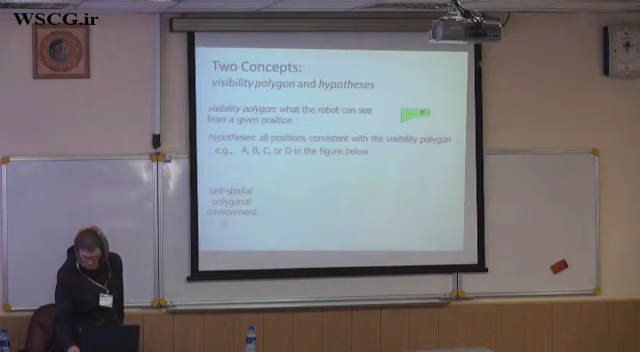 WSCG.ir
Two Concepts:
visibility polygon and hypotheses
visibility polygon: what the robot can see
from a given position
hypotheses: all positions consistent with the visibility polygon
e.g., A, B, C, or D in the figure below
self-similar
polygonal
environment